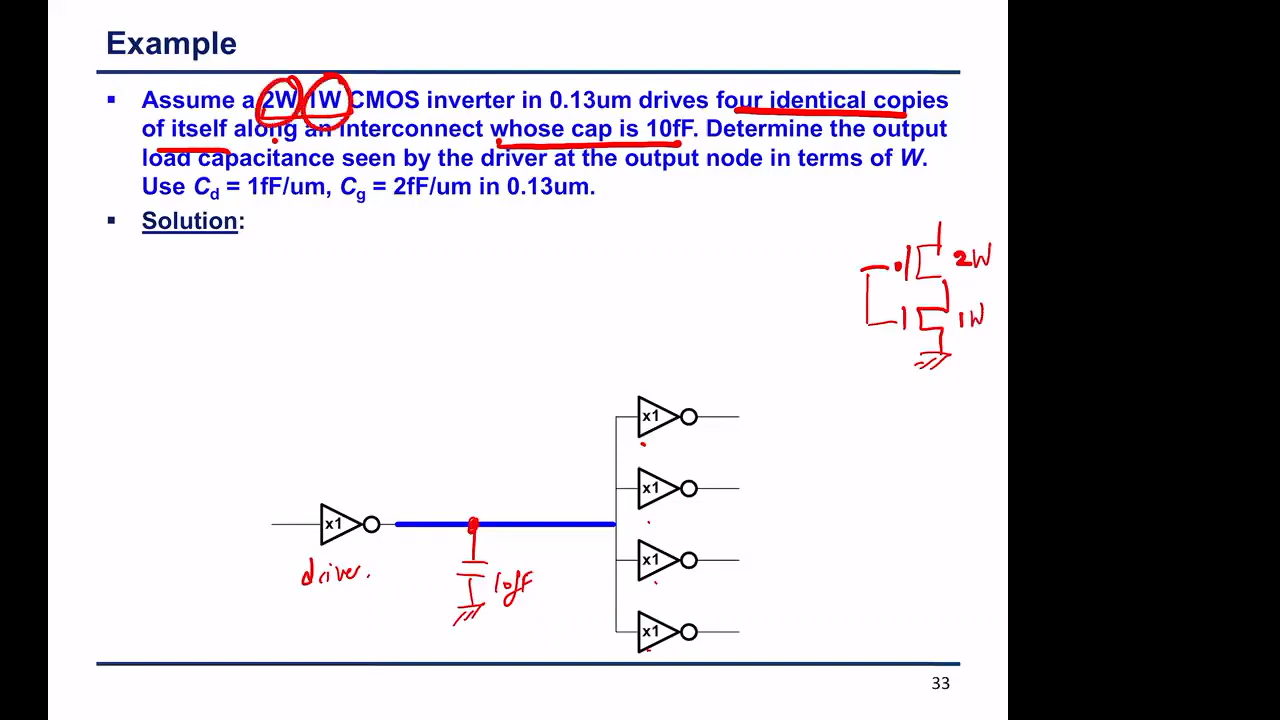 Example
▪ Assume a 2W 1W CMOS inverter in 0.13um drives four identical copies
of itself along an interconnect whose cap is 10fF. Determine the output
load capacitance seen by the driver at the output node in terms of W.
Use Cd = 1fF/um, Cg = 2fF/um in 0.13um.
▪ Solution:
2W
1W
x1
x1
x1
driver.
10fF
x1
x1
33